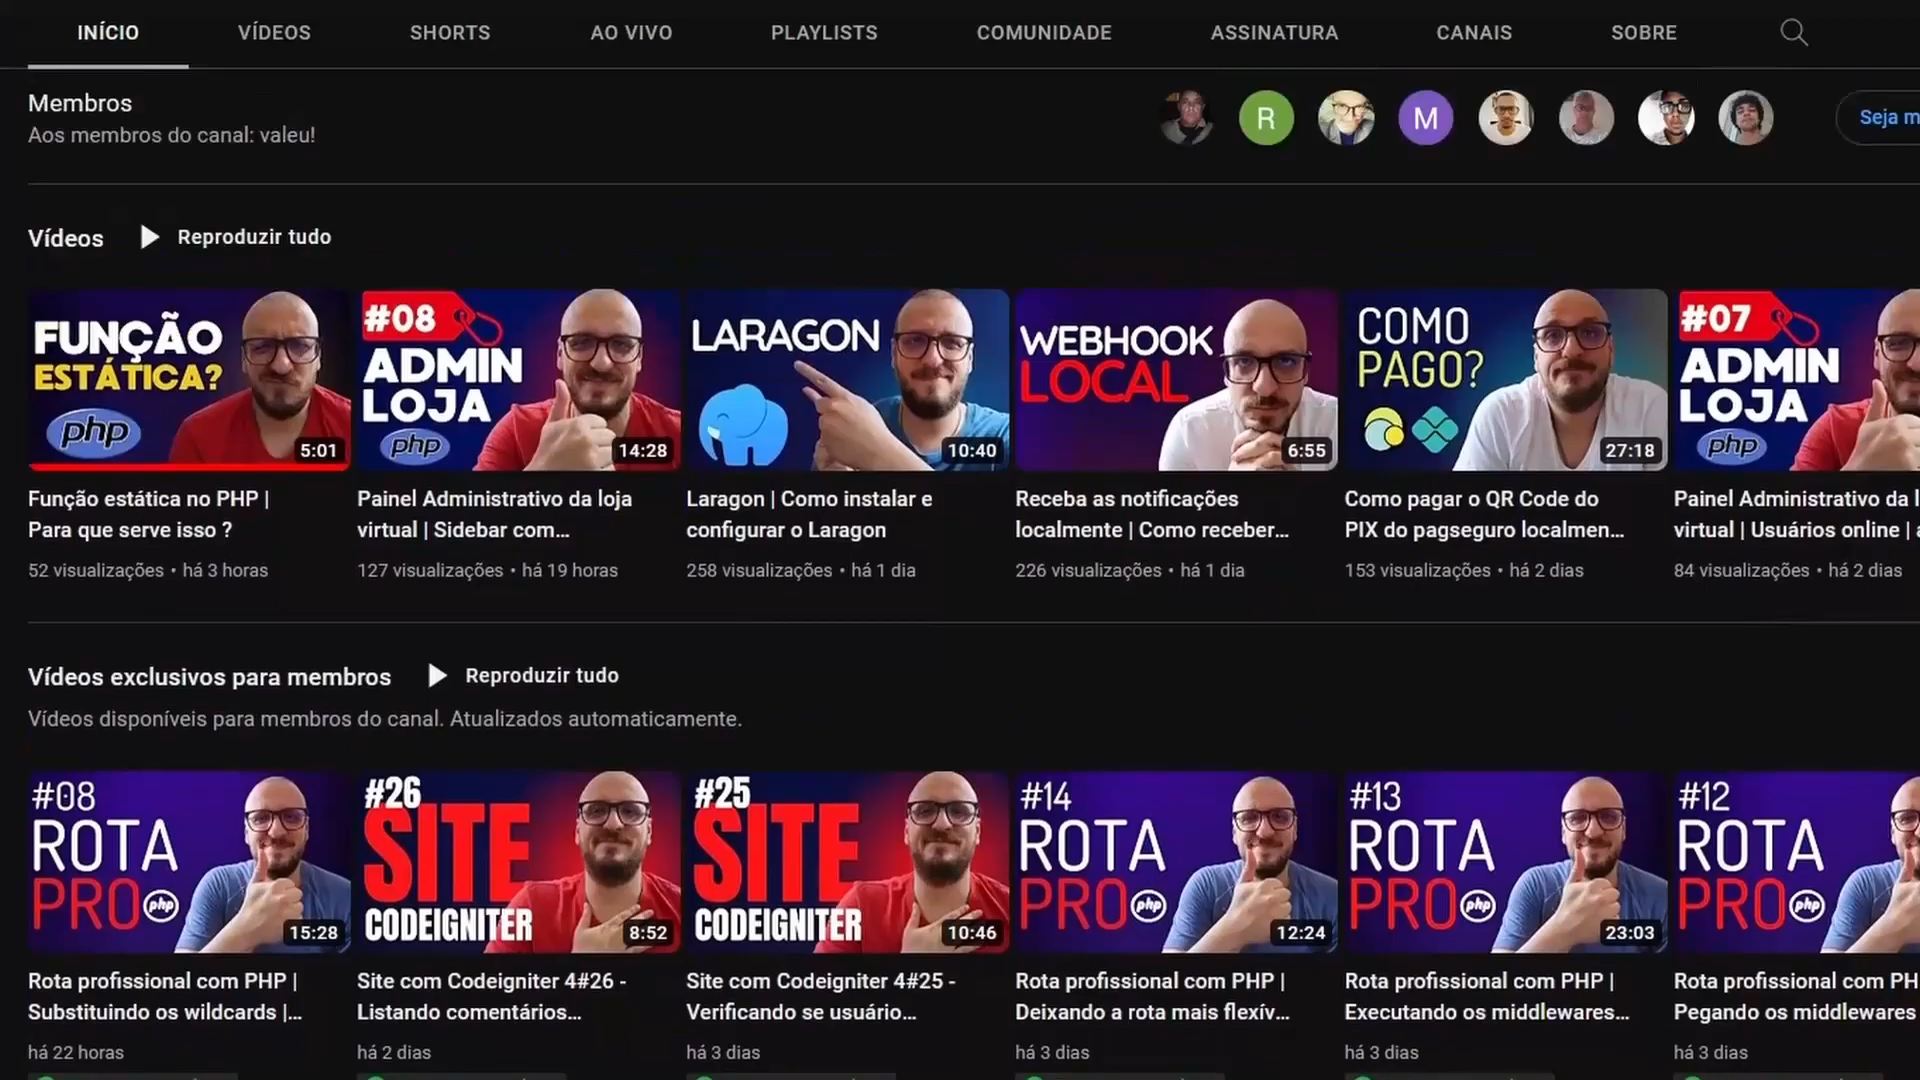 INÍCIO VÍDEOS SHORTS AO VIVO PLAYLISTS COMUNIDADE ASSINATURA CANAIS SOBRE
Membros
Aos membros do canal: valeu!
R
M
Seja m
Vídeos
Reproduzir tudo
FUNÇÃO
ESTÁTICA?
php
5:01
#08
ADMIN
LOJA
php
14:28
LARAGON
10:40
WEBHOOK
LOCAL
6:55
COMO
PAGO?
27:18
#07
ADMIN
LOJA
php
Função estática no PHP |
Para que serve isso ?
52 visualizações • há 3 horas
Painel Administrativo da loja
virtual | Sidebar com...
127 visualizações • há 19 horas
Laragon | Como instalar e
configurar o Laragon
258 visualizações • há 1 dia
Receba as notificações
localmente | Como receber...
226 visualizações • há 1 dia
Como pagar o QR Code do
PIX do pagseguro localmen...
153 visualizações • há 2 dias
Painel Administrativo da l
virtual | Usuários online | a
84 visualizações • há 2 dias
Vídeos exclusivos para membros
Reproduzir tudo
Vídeos disponíveis para membros do canal. Atualizados automaticamente.
#08
ROTA
PRO php
15:28
#26
SITE
CODEIGNITER
8:52
#25
SITE
CODEIGNITER
10:46
#14
ROTA
PRO php
12:24
#13
ROTA
PRO php
23:03
#12
ROTA
PRO php
Rota profissional com PHP |
Substituindo os wildcards |...
há 22 horas
Site com Codeigniter 4#26 -
Listando comentários...
há 2 dias
Site com Codeigniter 4#25 -
Verificando se usuário...
há 3 dias
Rota profissional com PHP |
Deixando a rota mais flexív...
há 3 dias
Rota profissional com PHP |
Executando os middlewares...
há 3 dias
Rota profissional com PH
Pegando os middlewares
há 3 dias